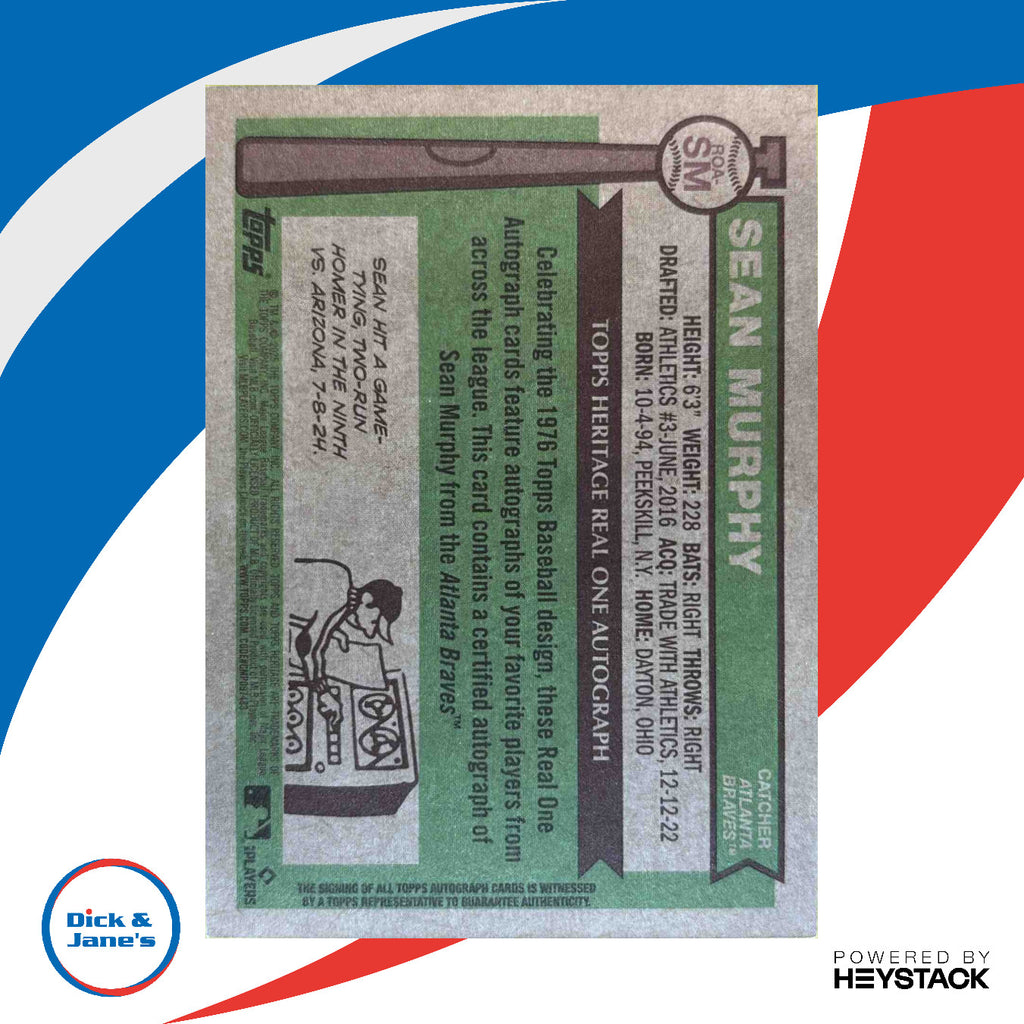 ROA-
SM
SEAN MURPHY
CATCHER
ATLANTA
BRAVES™
HEIGHT: 6'3" WEIGHT: 228 BATS: RIGHT THROWS: RIGHT
DRAFTED: ATHLETICS #3-JUNE, 2016 ACQ: TRADE WITH ATHLETICS, 12-12-22
BORN: 10-4-94, PEEKSKILL, N.Y. HOME: DAYTON, OHIO
TOPPS HERITAGE REAL ONE AUTOGRAPH
Celebrating the 1976 Topps Baseball design, these Real One
Autograph cards feature autographs of your favorite players from
across the league. This card contains a certified autograph of
Sean Murphy from the Atlanta Braves™
SEAN HIT A GAME-
TYING, TWO-RUN
HOMER IN THE NINTH
VS. ARIZONA, 7-8-24.
topps
THE SIGNING OF ALL TOPPS AUTOGRAPH CARDS IS WITNESSED
BY A TOPPS REPRESENTATIVE TO GUARANTEE AUTHENTICITY.
PLAYERS
Dick &
Jane's
POWERED BY
HEYSTACK